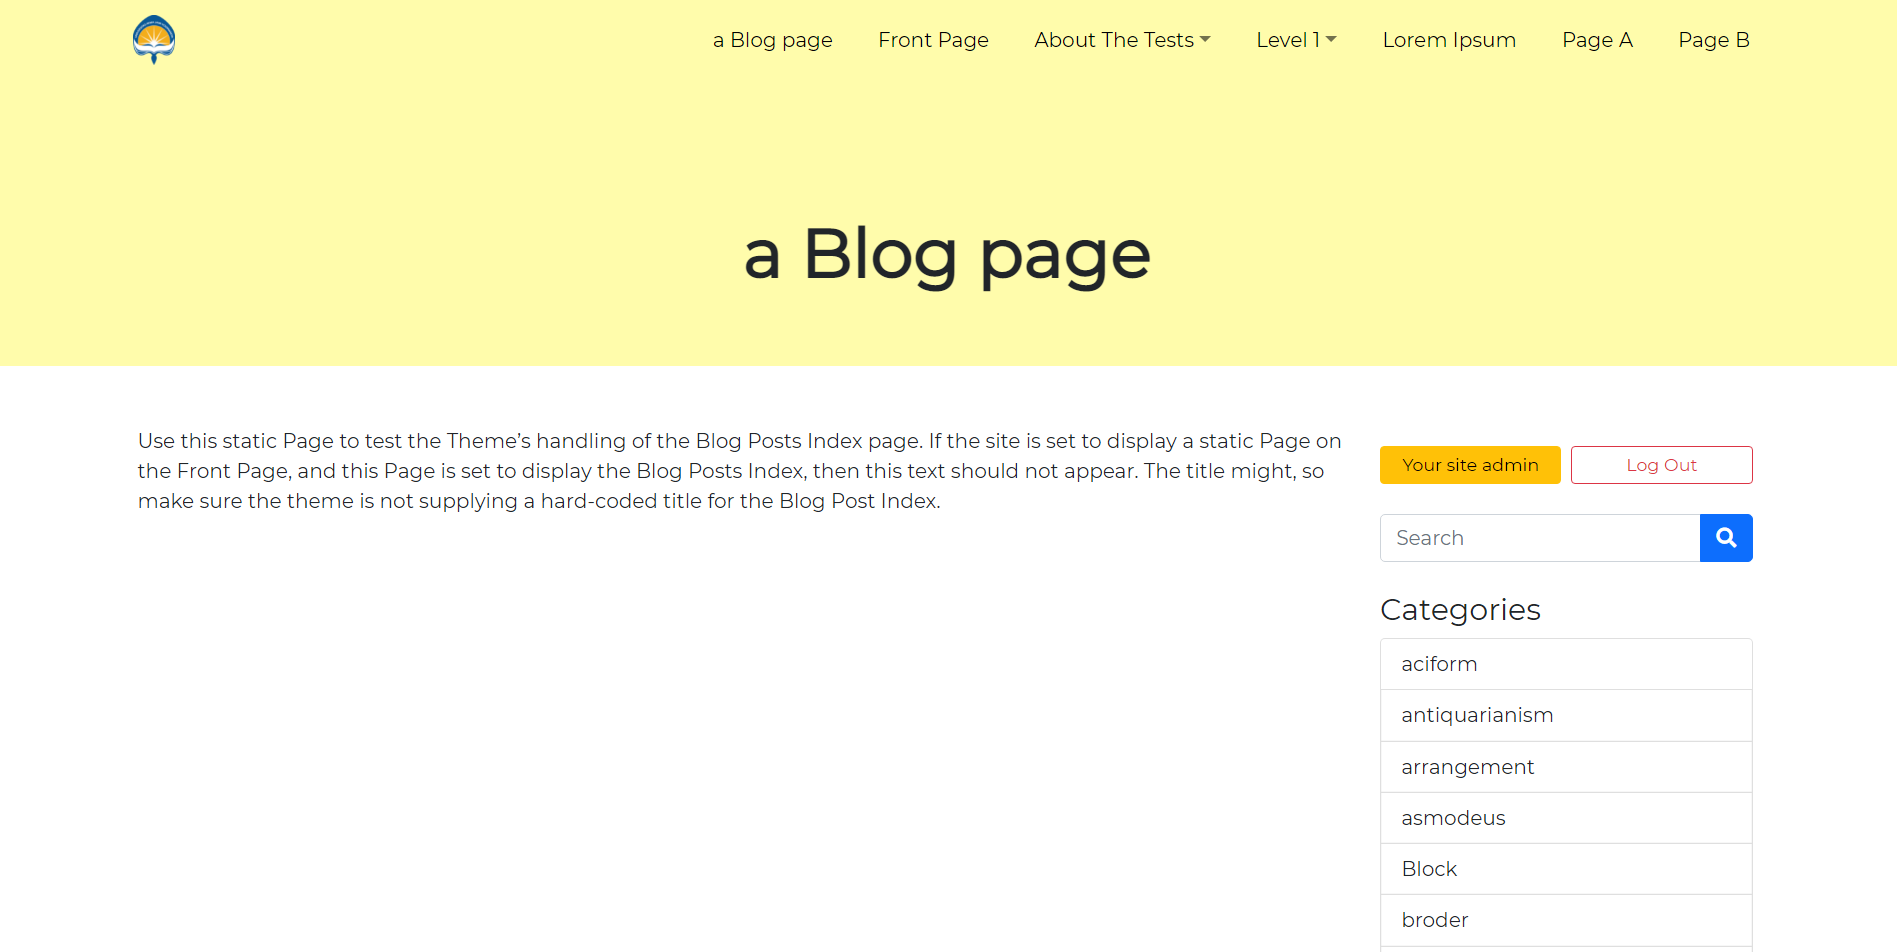 a Blog page
Front Page
About The Tests
Level 1
Lorem Ipsum
Page A
Page B
a Blog page
Use this static Page to test the Theme’s handling of the Blog Posts Index page. If the site is set to display a static Page on
the Front Page, and this Page is set to display the Blog Posts Index, then this text should not appear. The title might, so
make sure the theme is not supplying a hard-coded title for the Blog Post Index.
Your site admin
Log Out
Search
Categories
aciform
antiquarianism
arrangement
asmodeus
Block
broder